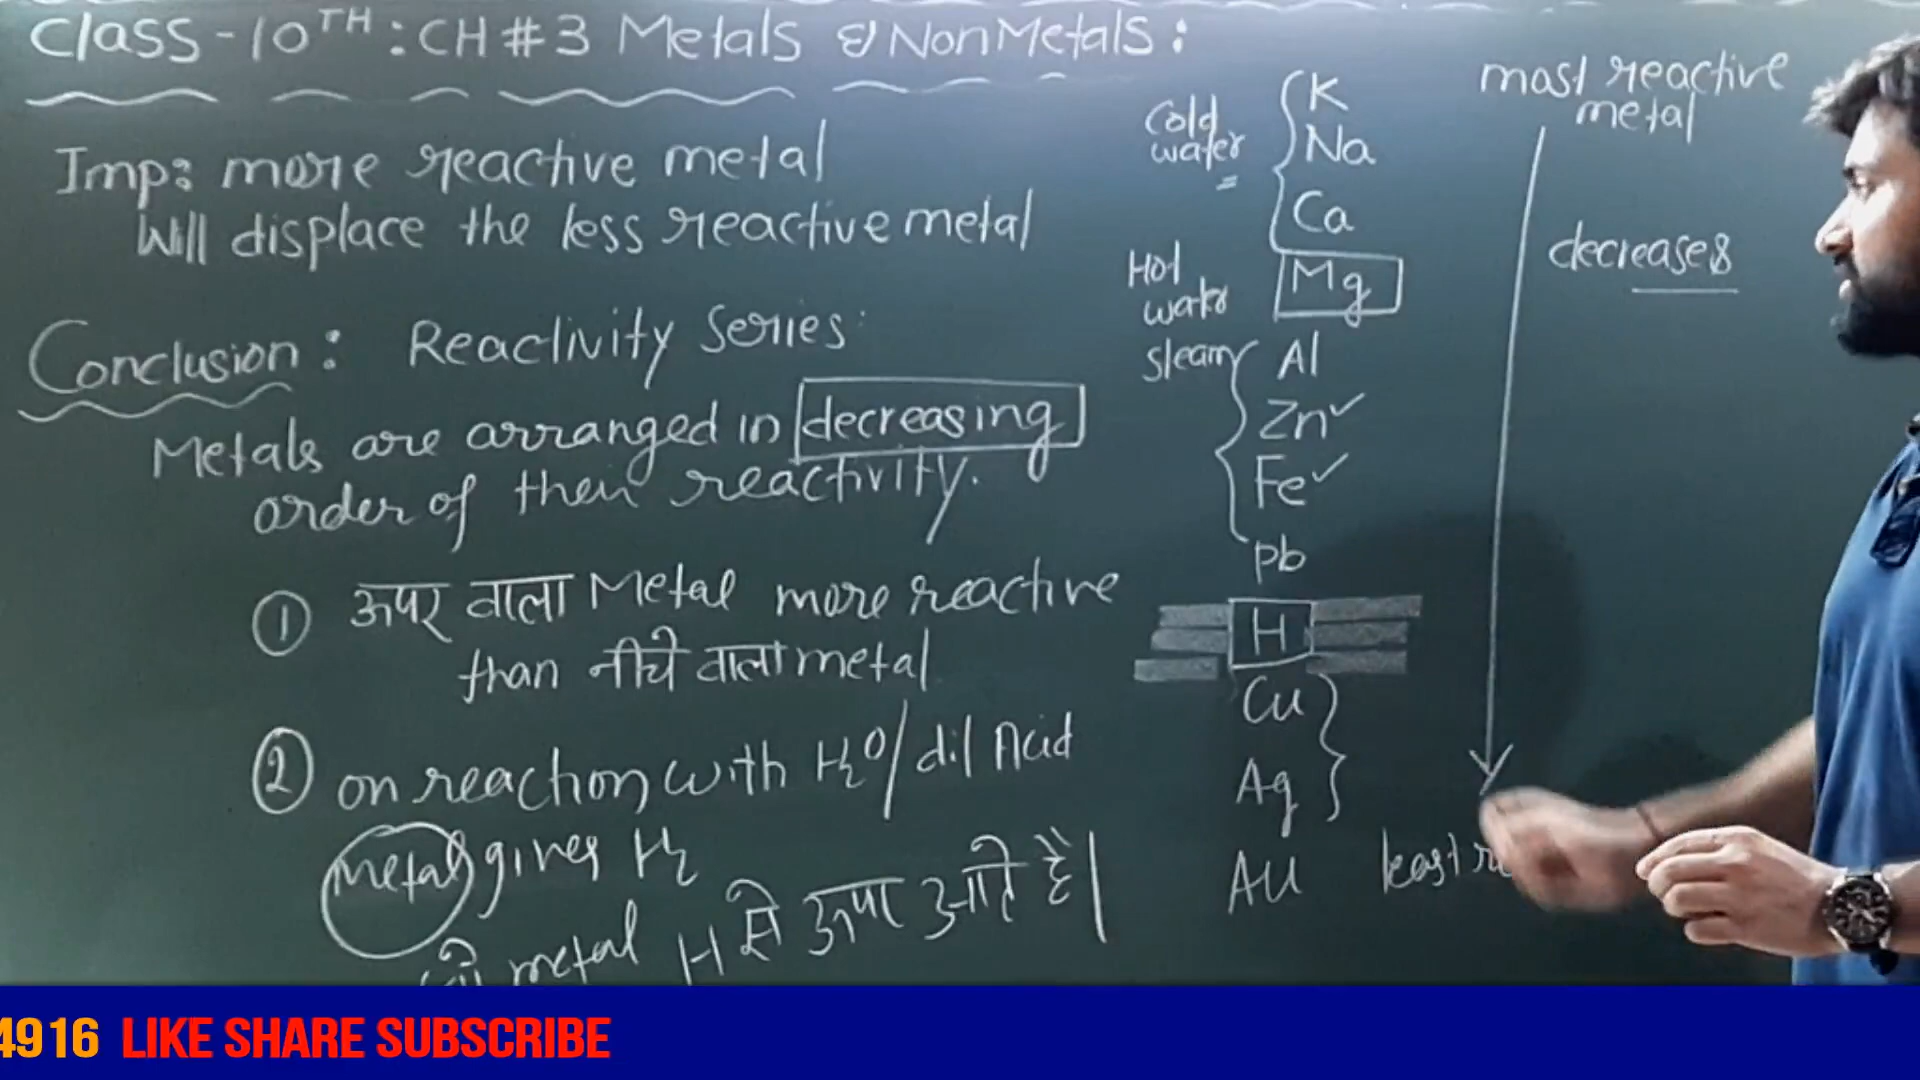 Class-10TH : CH # 3 Metals & NonMetals :
Imp: more reactive metal
Will displace the less reactive metal
Conclusion : Reactivity Series:
Metals are arranged in decreasing
order of their reactivity.
① ऊपर वाला Metal more reactive
than नीचे वाला metal
② on reaction with H2O/dil Acid
metal gives H2
metal H से ऊपर आते हैं|
Cold
water
=
K
Na
Ca
Hot
water
Mg
steam
Al
Zn✓
Fe✓
Pb
H
Cu
Ag
Au
least
most reactive
metal
decreases
4916 LIKE SHARE SUBSCRIBE